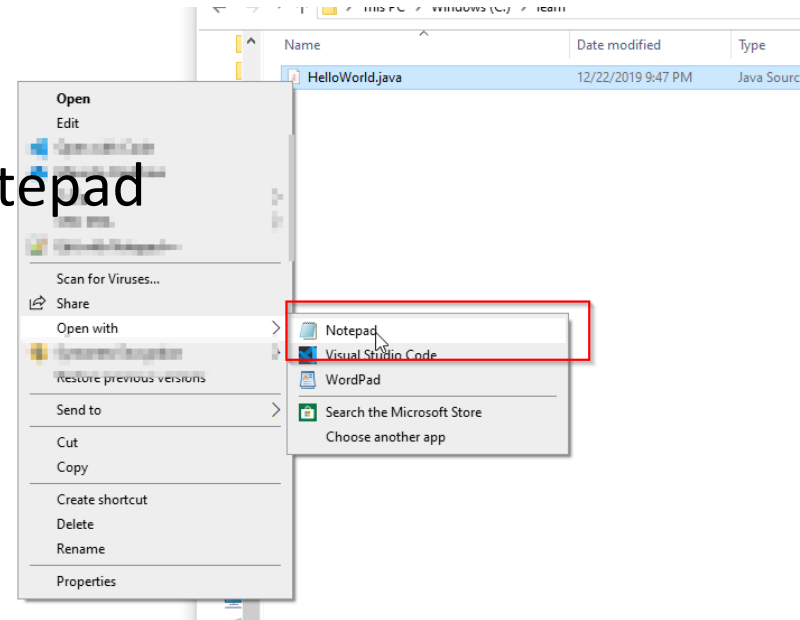 This PC > Windows (C:) > learn
Name Date modified Type
HelloWorld.java 12/22/2019 9:47 PM Java Sourc
Open
Edit
tepad
Scan for Viruses...
Share
Open with
Notepad
Visual Studio Code
WordPad
Search the Microsoft Store
Choose another app
Restore previous versions
Send to
Cut
Copy
Create shortcut
Delete
Rename
Properties